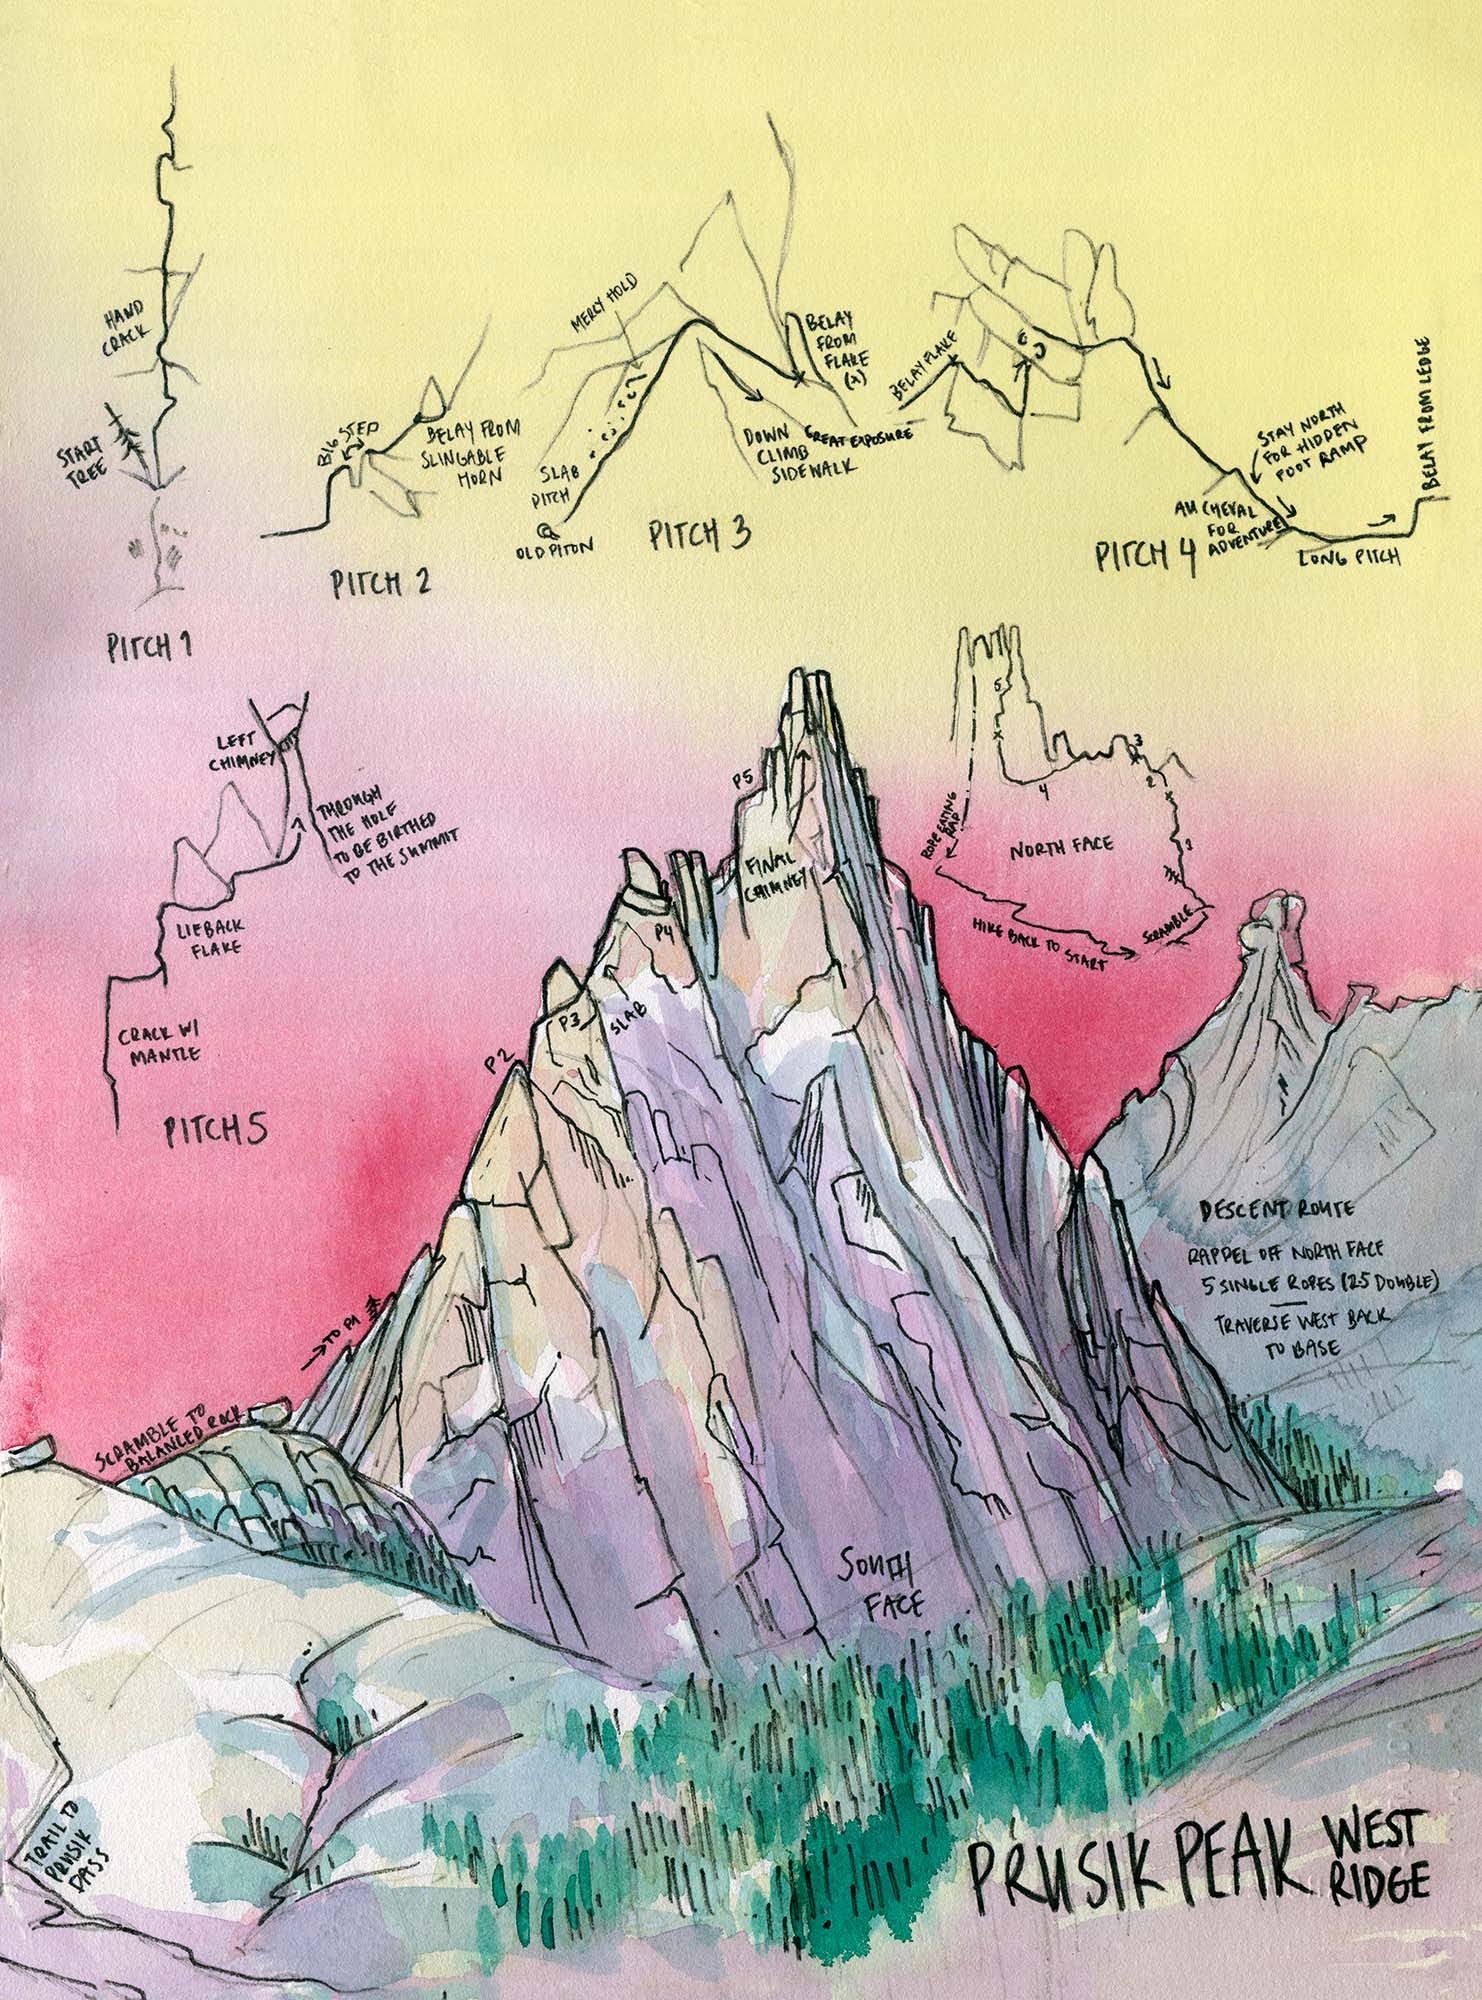 HAND
CRACK
START
TREE
PITCH 1
BIG STEP
BELAY FROM
SLINGABLE
HORN
PITCH 2
MERCY HOLD
SLAB
PITCH
OLD PITON
BELAY
FROM
FLAKE
DOWN
CLIMB
SIDEWALK
GREAT EXPOSURE
PITCH 3
BELAY FLAKE
STAY NORTH
FOR HIDDEN
FOOT RAMP
AU CHEVAL
FOR
ADVENTURE!
LONG PITCH
BELAY FROM LEDGE
PITCH 4
LEFT
CHIMNEY
THROUGH
THE HOLE
TO BE BIRTHED
TO THE SUMMIT
LIEBACK
FLAKE
CRACK W/
MANTLE
PITCH 5
5
4
3
2
1
ROPE EATING
RAP
NORTH FACE
HIKE BACK TO START
SCRAMBLE
P5
FINAL
CHIMNEY
P4
SLAB
P3
P2
TO P1
SCRAMBLE TO
BALANCED ROCK
DESCENT ROUTE
RAPPEL OFF NORTH FACE
5 SINGLE ROPES (2.5 DOUBLE)
TRAVERSE WEST BACK
TO BASE
SOUTH
FACE
TRAIL TO
PRUSIK
PASS
PRUSIK PEAK WEST
RIDGE